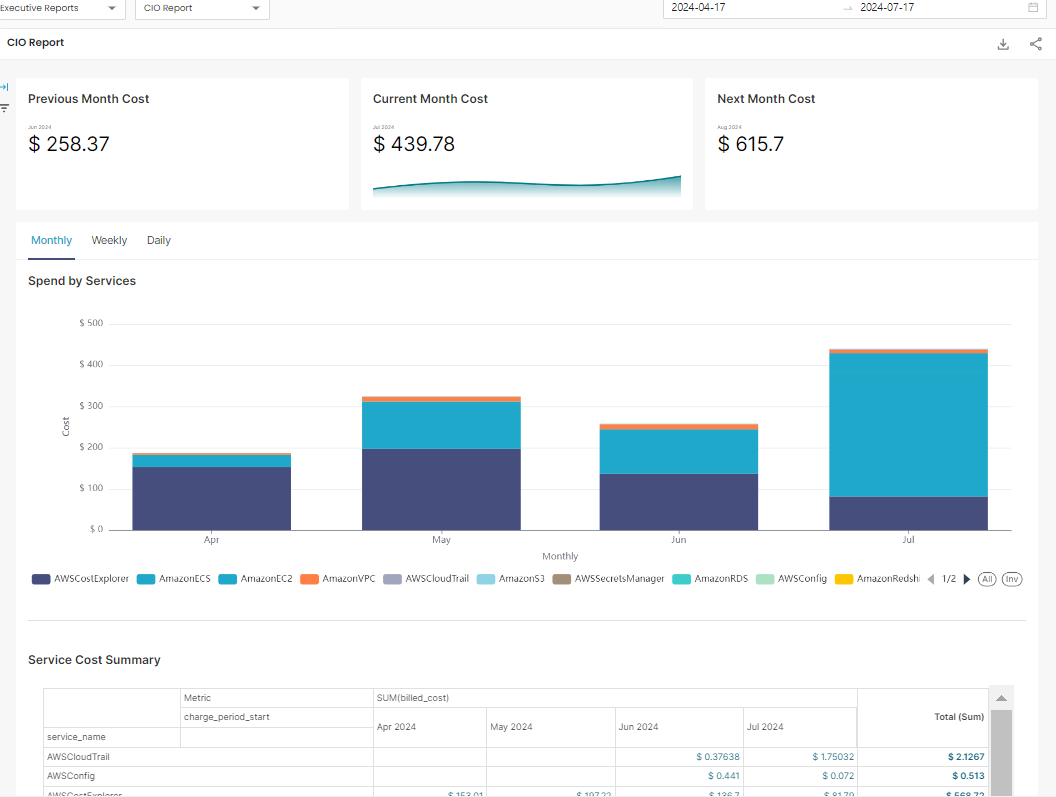 Executive Reports CIO Report 2024-04-17 2024-07-17
CIO Report
Previous Month Cost
Jun 2024
$ 258.37
Current Month Cost
Jul 2024
$ 439.78
Next Month Cost
Aug 2024
$ 615.7
Monthly Weekly Daily
Spend by Services
$ 500
$ 400
$ 300
$ 200
$ 100
$ 0
Cost
Apr May Jun Jul
Monthly
AWSCostExplorer AmazonECS AmazonEC2 AmazonVPC AWSCloudTrail AmazonS3 AWSSecretsManager AmazonRDS AWSConfig AmazonRedshi 1/2 All Inv
Service Cost Summary
Metric SUM(billed_cost)
charge_period_start Apr 2024 May 2024 Jun 2024 Jul 2024 Total (Sum)
service_name
AWSCloudTrail $ 0.37638 $ 1.75032 $ 2.1267
AWSConfig $ 0.441 $ 0.072 $ 0.513
AWSCostExplorer $ 153.01 $ 197.22 $ 136.7 $ 81.79 $ 568.72